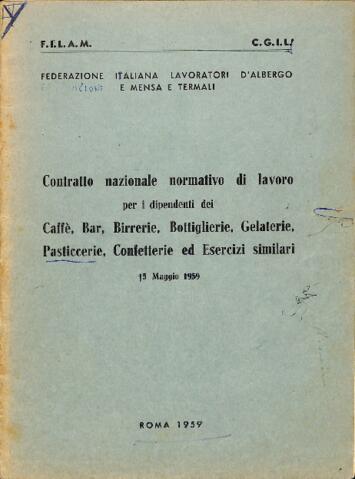 F.I.L.A.M. C.G.I.L.
FEDERAZIONE ITALIANA LAVORATORI D'ALBERGO
E MENSA E TERMALI
Contratto nazionale normativo di lavoro
per i dipendenti dei
Caffè, Bar, Birrerie, Bottiglierie, Gelaterie,
Pasticcerie, Confetterie ed Esercizi similari
15 Maggio 1959
ROMA 1959